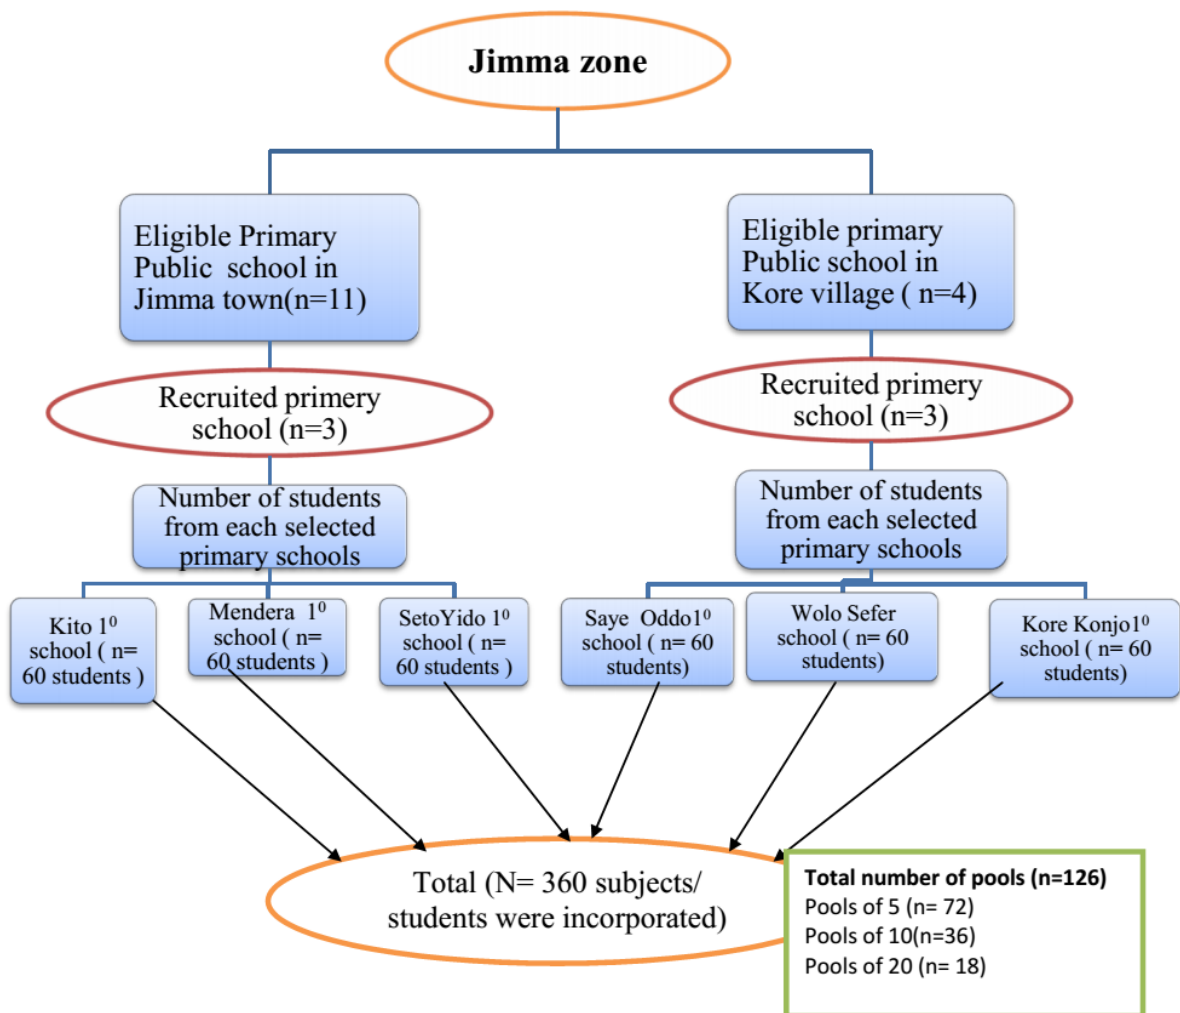 Jimma zone
Eligible Primary
Public school in
Jimma town(n=11)
Eligible primary
Public school in
Kore village ( n=4)
Recruited primery
school (n=3)
Recruited primery
school (n=3)
Number of students
from each selected
primary schools
Number of students
from each selected
primary schools
Kito 1⁰
school ( n=
60 students )
Mendera 1⁰
school ( n=
60 students )
SetoYido 1⁰
school ( n=
60 students )
Saye Oddo1⁰
school ( n= 60
students)
Wolo Sefer
school ( n= 60
students)
Kore Konjo1⁰
school ( n= 60
students)
Total (N= 360 subjects/
students were incorporated)
Total number of pools (n=126)
Pools of 5 (n= 72)
Pools of 10(n=36)
Pools of 20 (n= 18)